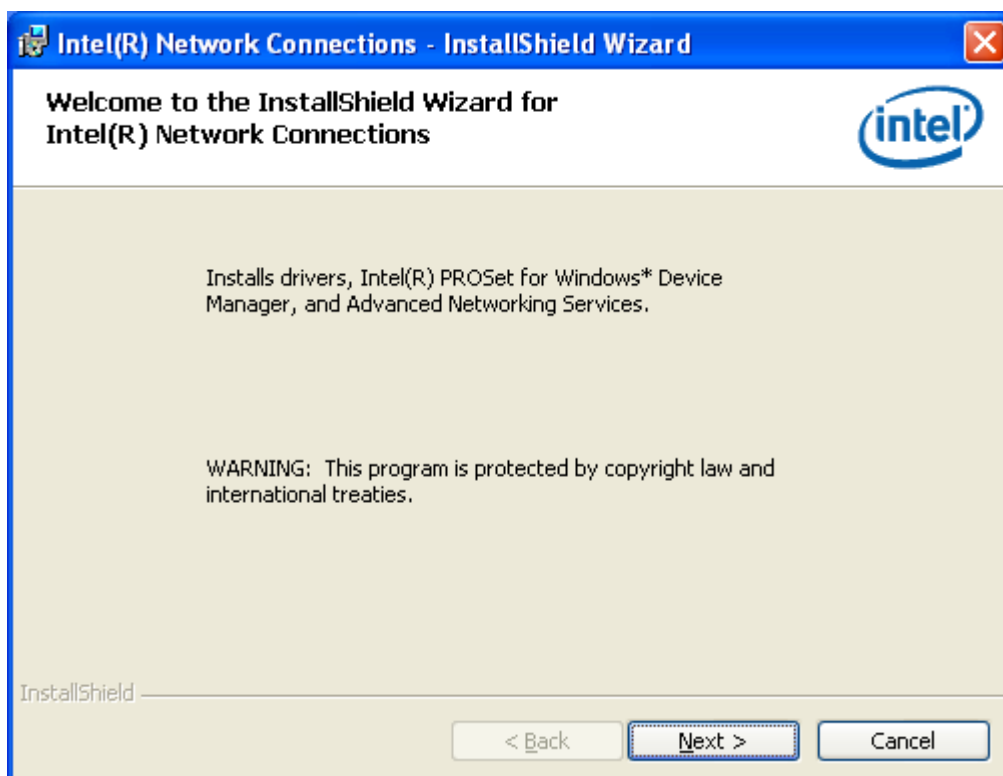 Intel(R) Network Connections - InstallShield Wizard
Welcome to the InstallShield Wizard for
Intel(R) Network Connections
intel
Installs drivers, Intel(R) PROSet for Windows* Device
Manager, and Advanced Networking Services.
WARNING:  This program is protected by copyright law and
international treaties.
InstallShield
< Back
Next >
Cancel